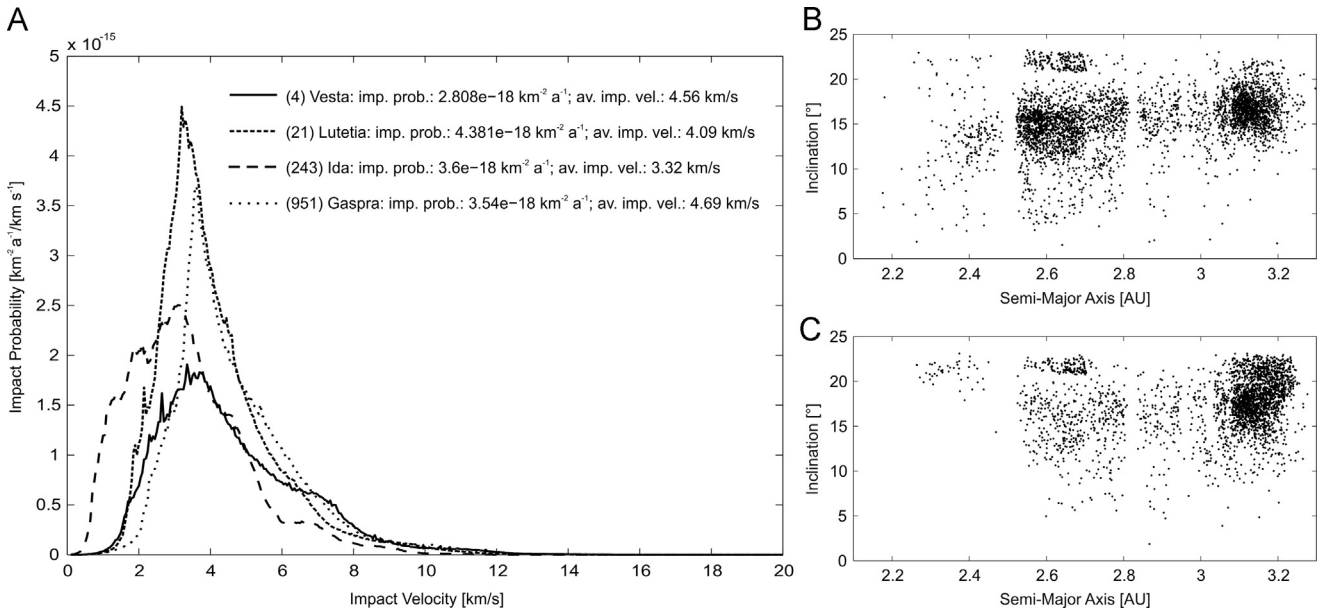 A
x 10⁻¹⁵
5
4.5
4
3.5
3
2.5
2
1.5
1
0.5
0
Impact Probability [km⁻² a⁻¹/km s⁻¹]
(4) Vesta: imp. prob.: 2.808e−18 km⁻² a⁻¹; av. imp. vel.: 4.56 km/s
(21) Lutetia: imp. prob.: 4.381e−18 km⁻² a⁻¹; av. imp. vel.: 4.09 km/s
(243) Ida: imp. prob.: 3.6e−18 km⁻² a⁻¹; av. imp. vel.: 3.32 km/s
(951) Gaspra: imp. prob.: 3.54e−18 km⁻² a⁻¹; av. imp. vel.: 4.69 km/s
0 2 4 6 8 10 12 14 16 18 20
Impact Velocity [km/s]
B
25
20
15
10
5
0
Inclination [°]
2.2 2.4 2.6 2.8 3 3.2
Semi-Major Axis [AU]
C
25
20
15
10
5
0
Inclination [°]
2.2 2.4 2.6 2.8 3 3.2
Semi-Major Axis [AU]